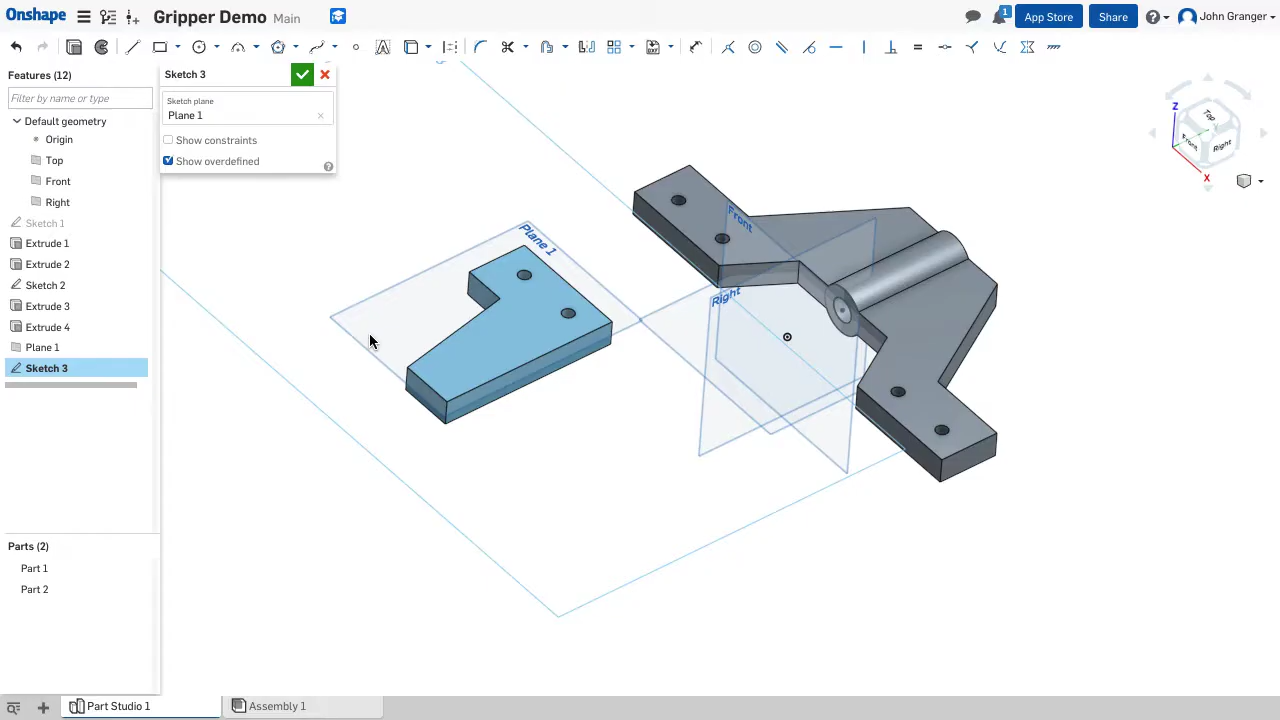 Onshape
Gripper Demo Main
1
App Store
Share
John Granger
Features (12)
Filter by name or type
Default geometry
Origin
Top
Front
Right
Sketch 1
Extrude 1
Extrude 2
Sketch 2
Extrude 3
Extrude 4
Plane 1
Sketch 3
Parts (2)
Part 1
Part 2
Sketch 3
Sketch plane
Plane 1
Show constraints
Show overdefined
Plane 1
Front
Right
Z
Top
Front
Right
X
Part Studio 1
Assembly 1